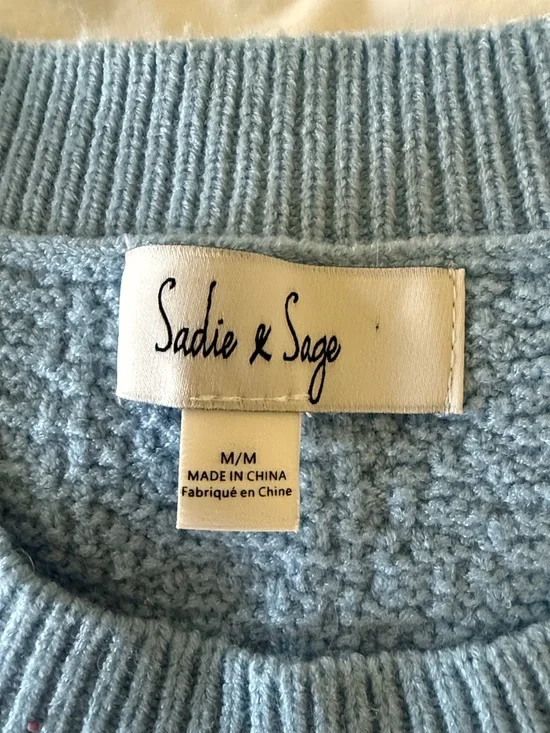 Sadie & Sage
M/M
MADE IN CHINA
Fabriqué en Chine